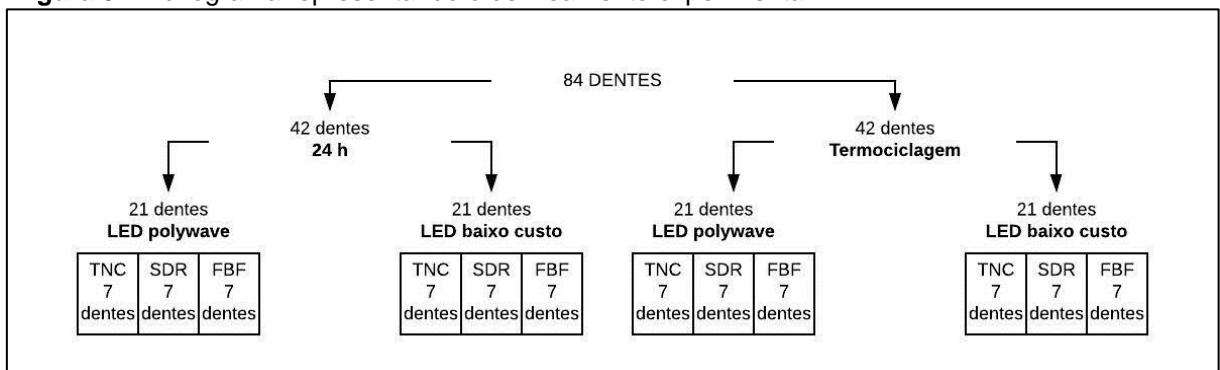 84 DENTES
42 dentes
24 h
42 dentes
Termociclagem
21 dentes
LED polywave
21 dentes
LED baixo custo
21 dentes
LED polywave
21 dentes
LED baixo custo
TNC SDR FBF
7 7 7
dentes dentes dentes
TNC SDR FBF
7 7 7
dentes dentes dentes
TNC SDR FBF
7 7 7
dentes dentes dentes
TNC SDR FBF
7 7 7
dentes dentes dentes